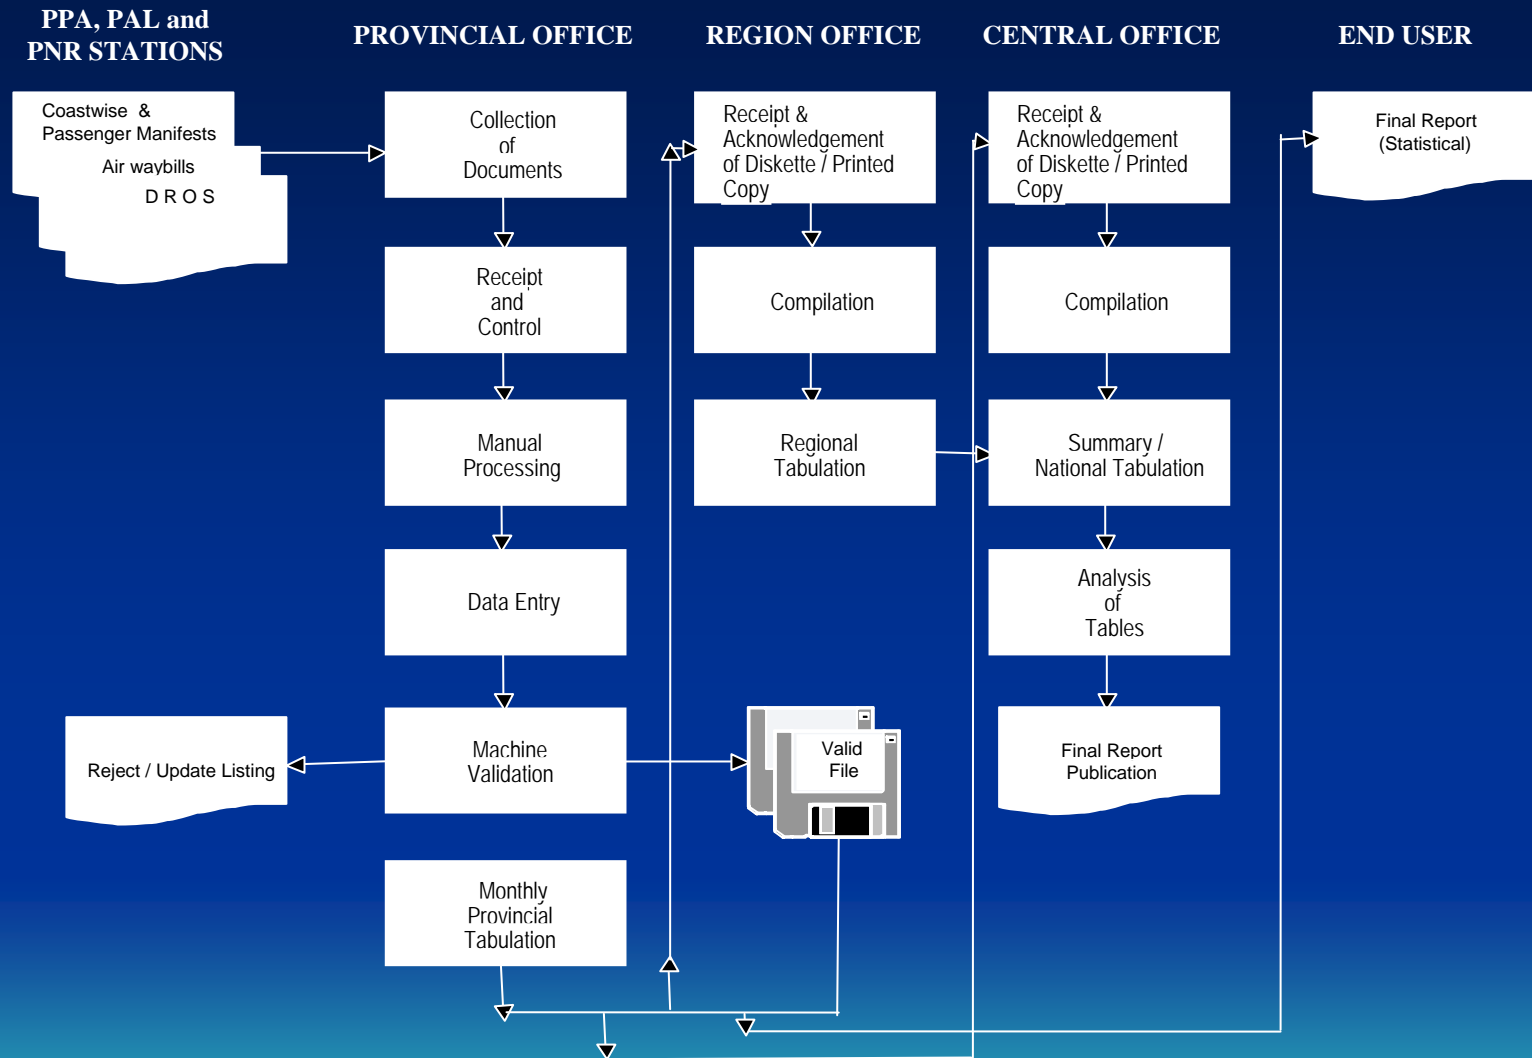 PPA, PAL and
PNR STATIONS
PROVINCIAL OFFICE
REGION OFFICE
CENTRAL OFFICE
END USER
Coastwise &
Passenger Manifests
Air waybills
D R O S
Collection
of
Documents
Receipt
and
Control
Manual
Processing
Data Entry
Machine
Validation
Reject / Update Listing
Monthly
Provincial
Tabulation
Receipt &
Acknowledgement
of Diskette / Printed
Copy
Compilation
Regional
Tabulation
Valid
File
Receipt &
Acknowledgement
of Diskette / Printed
Copy
Compilation
Summary /
National Tabulation
Analysis
of
Tables
Final Report
Publication
Final Report
(Statistical)